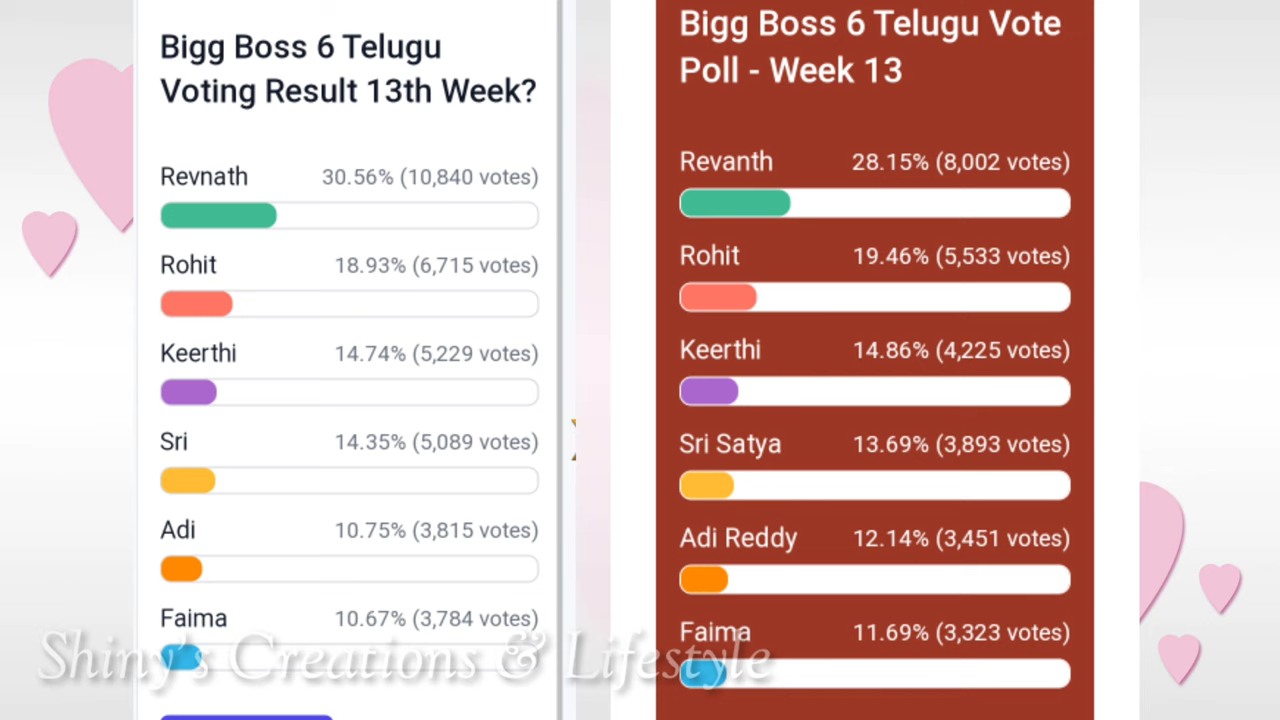 Bigg Boss 6 Telugu
Voting Result 13th Week?
Revnath 30.56% (10,840 votes)
Rohit 18.93% (6,715 votes)
Keerthi 14.74% (5,229 votes)
Sri 14.35% (5,089 votes)
Adi 10.75% (3,815 votes)
Faima 10.67% (3,784 votes)
Bigg Boss 6 Telugu Vote
Poll - Week 13
Revanth 28.15% (8,002 votes)
Rohit 19.46% (5,533 votes)
Keerthi 14.86% (4,225 votes)
Sri Satya 13.69% (3,893 votes)
Adi Reddy 12.14% (3,451 votes)
Faima 11.69% (3,323 votes)
Shiny's Creations & Lifestyle